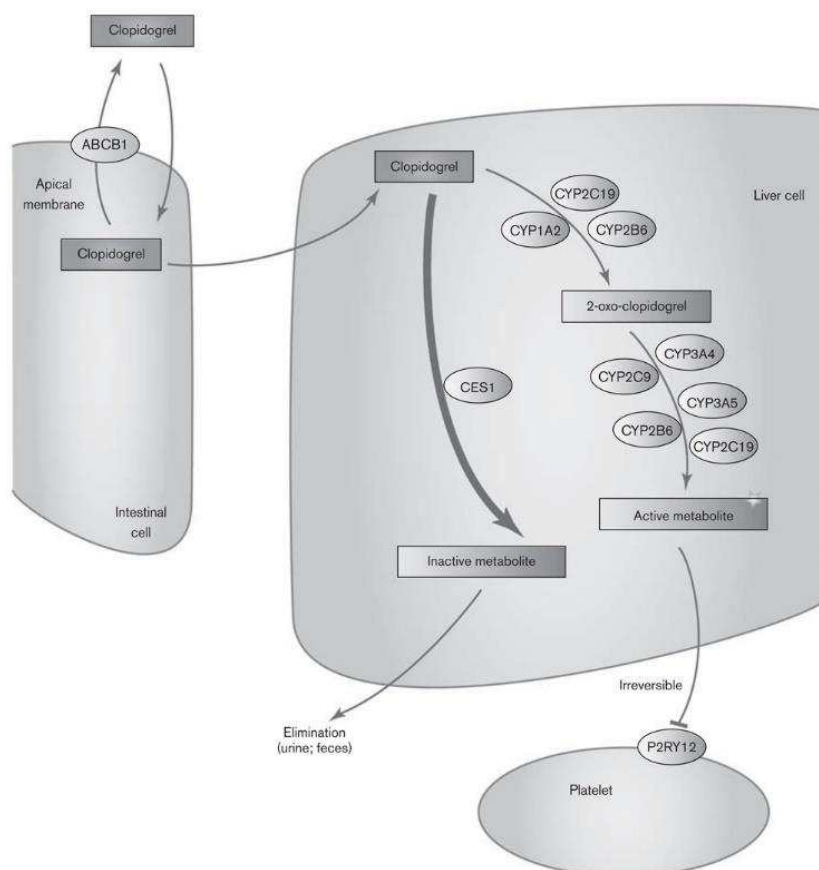 Clopidogrel
ABCB1
Apical
membrane
Clopidogrel
Intestinal
cell
Clopidogrel
Liver cell
CYP2C19
CYP1A2
CYP2B6
2-oxo-clopidogrel
CYP3A4
CYP2C9
CYP3A5
CYP2B6
CYP2C19
CES1
Active metabolite
Inactive metabolite
Irreversible
Elimination
(urine; feces)
P2RY12
Platelet